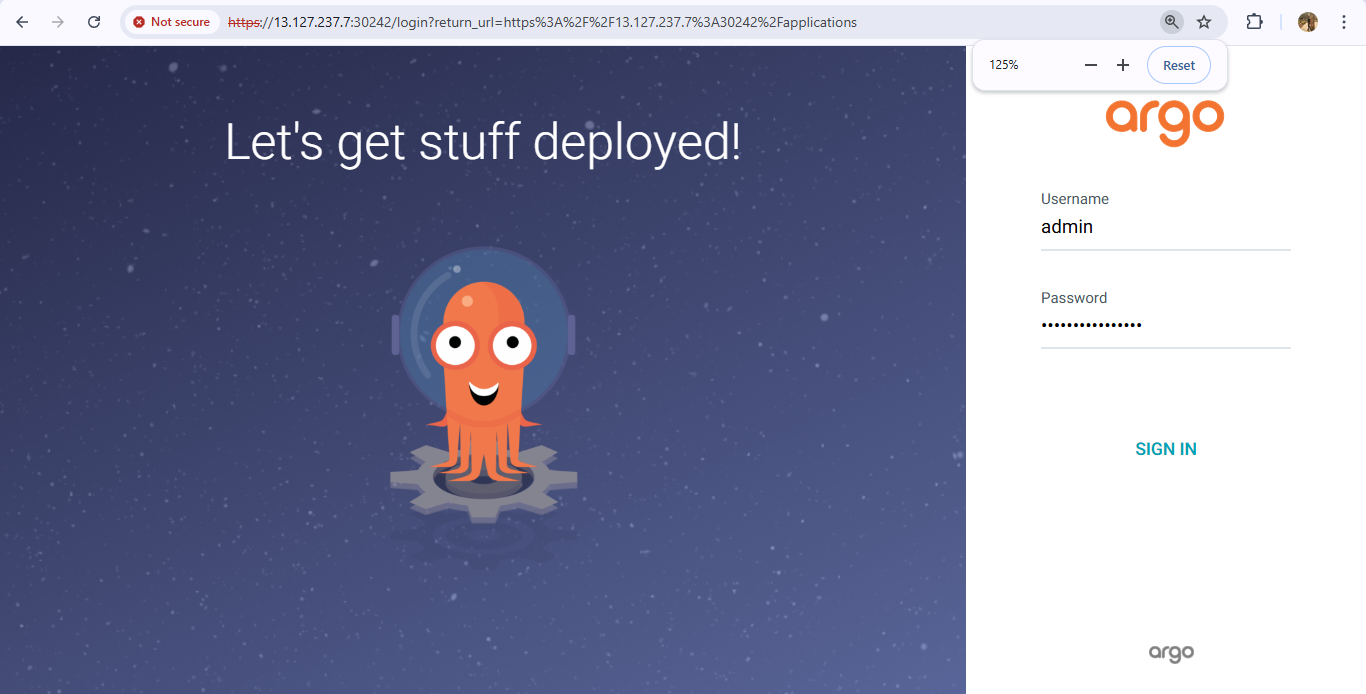 Not secure
https://13.127.237.7:30242/login?return_url=https%3A%2F%2F13.127.237.7%3A30242%2Fapplications
125%
Reset
Let's get stuff deployed!
argo
Username
admin
Password
••••••••••••••••
SIGN IN
argo